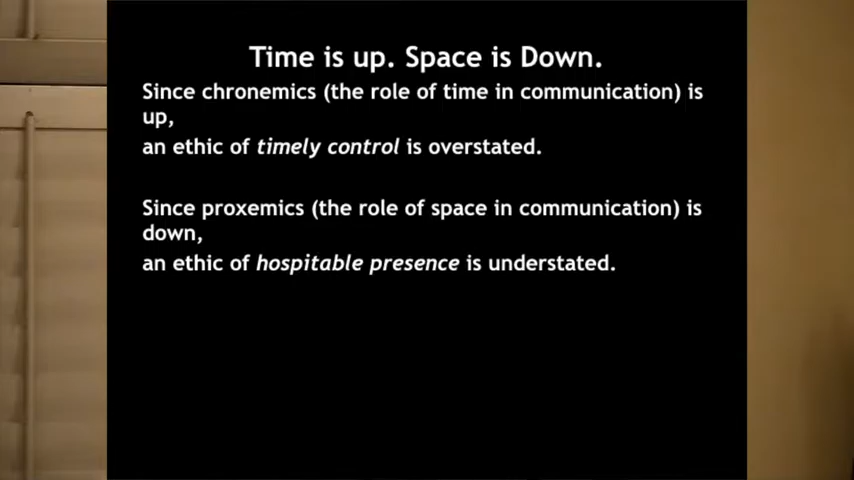 Time is up. Space is Down.
Since chronemics (the role of time in communication) is
up,
an ethic of timely control is overstated.
Since proxemics (the role of space in communication) is
down,
an ethic of hospitable presence is understated.